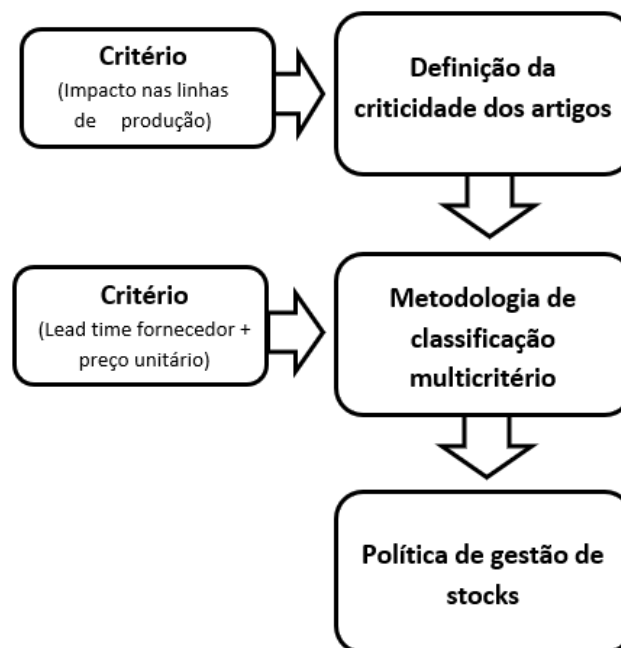 Critério
(Impacto nas linhas
de produção)
Definição da
criticidade dos artigos
Critério
(Lead time fornecedor +
preço unitário)
Metodologia de
classificação
multicritério
Política de gestão de
stocks